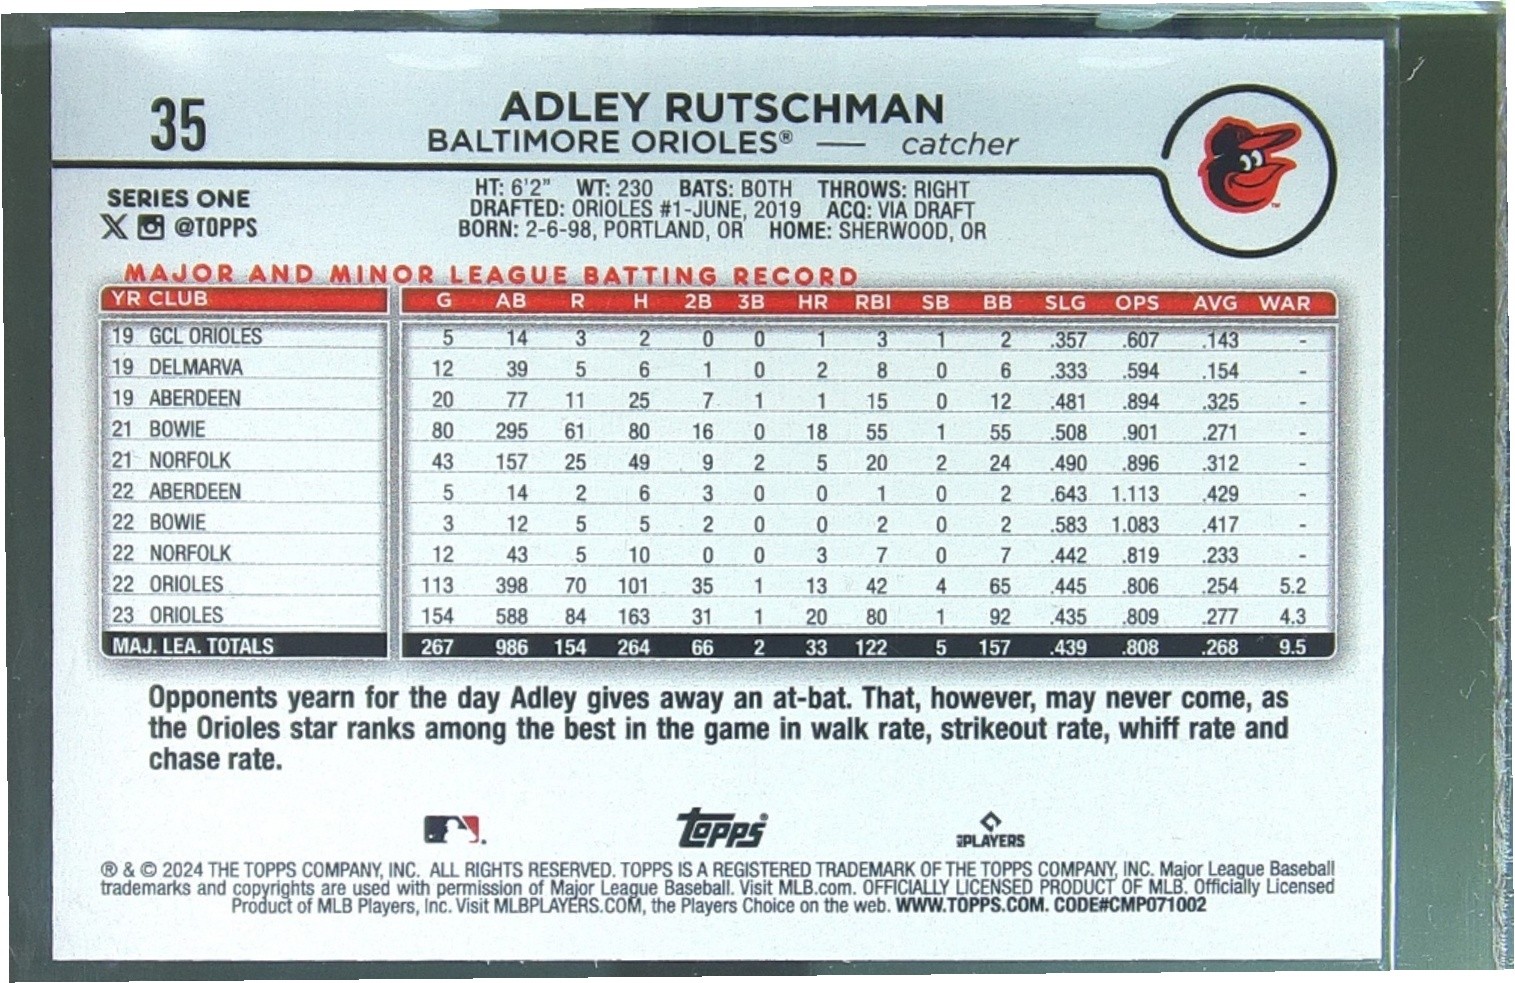 35
ADLEY RUTSCHMAN
BALTIMORE ORIOLES® — catcher
SERIES ONE
@TOPPS
HT: 6'2" WT: 230 BATS: BOTH THROWS: RIGHT
DRAFTED: ORIOLES #1-JUNE, 2019 ACQ: VIA DRAFT
BORN: 2-6-98, PORTLAND, OR HOME: SHERWOOD, OR
MAJOR AND MINOR LEAGUE BATTING RECORD
YR CLUB G AB R H 2B 3B HR RBI SB BB SLG OPS AVG WAR
19 GCL ORIOLES 5 14 3 2 0 0 1 3 1 2 .357 .607 .143 -
19 DELMARVA 12 39 5 6 1 0 2 8 0 6 .333 .594 .154 -
19 ABERDEEN 20 77 11 25 7 1 1 15 0 12 .481 .894 .325 -
21 BOWIE 80 295 61 80 16 0 18 55 1 55 .508 .901 .271 -
21 NORFOLK 43 157 25 49 9 2 5 20 2 24 .490 .896 .312 -
22 ABERDEEN 5 14 2 6 3 0 0 1 0 2 .643 1.113 .429 -
22 BOWIE 3 12 5 5 2 0 0 2 0 2 .583 1.083 .417 -
22 NORFOLK 12 43 5 10 0 0 3 7 0 7 .442 .819 .233 -
22 ORIOLES 113 398 70 101 35 1 13 42 4 65 .445 .806 .254 5.2
23 ORIOLES 154 588 84 163 31 1 20 80 1 92 .435 .809 .277 4.3
MAJ. LEA. TOTALS 267 986 154 264 66 2 33 122 5 157 .439 .808 .268 9.5
Opponents yearn for the day Adley gives away an at-bat. That, however, may never come, as
the Orioles star ranks among the best in the game in walk rate, strikeout rate, whiff rate and
chase rate.
Topps®
PLAYERS
® & © 2024 THE TOPPS COMPANY, INC. ALL RIGHTS RESERVED. TOPPS IS A REGISTERED TRADEMARK OF THE TOPPS COMPANY, INC. Major League Baseball
trademarks and copyrights are used with permission of Major League Baseball. Visit MLB.com. OFFICIALLY LICENSED PRODUCT OF MLB. Officially Licensed
Product of MLB Players, Inc. Visit MLBPLAYERS.COM, the Players Choice on the web. WWW.TOPPS.COM. CODE#CMP071002